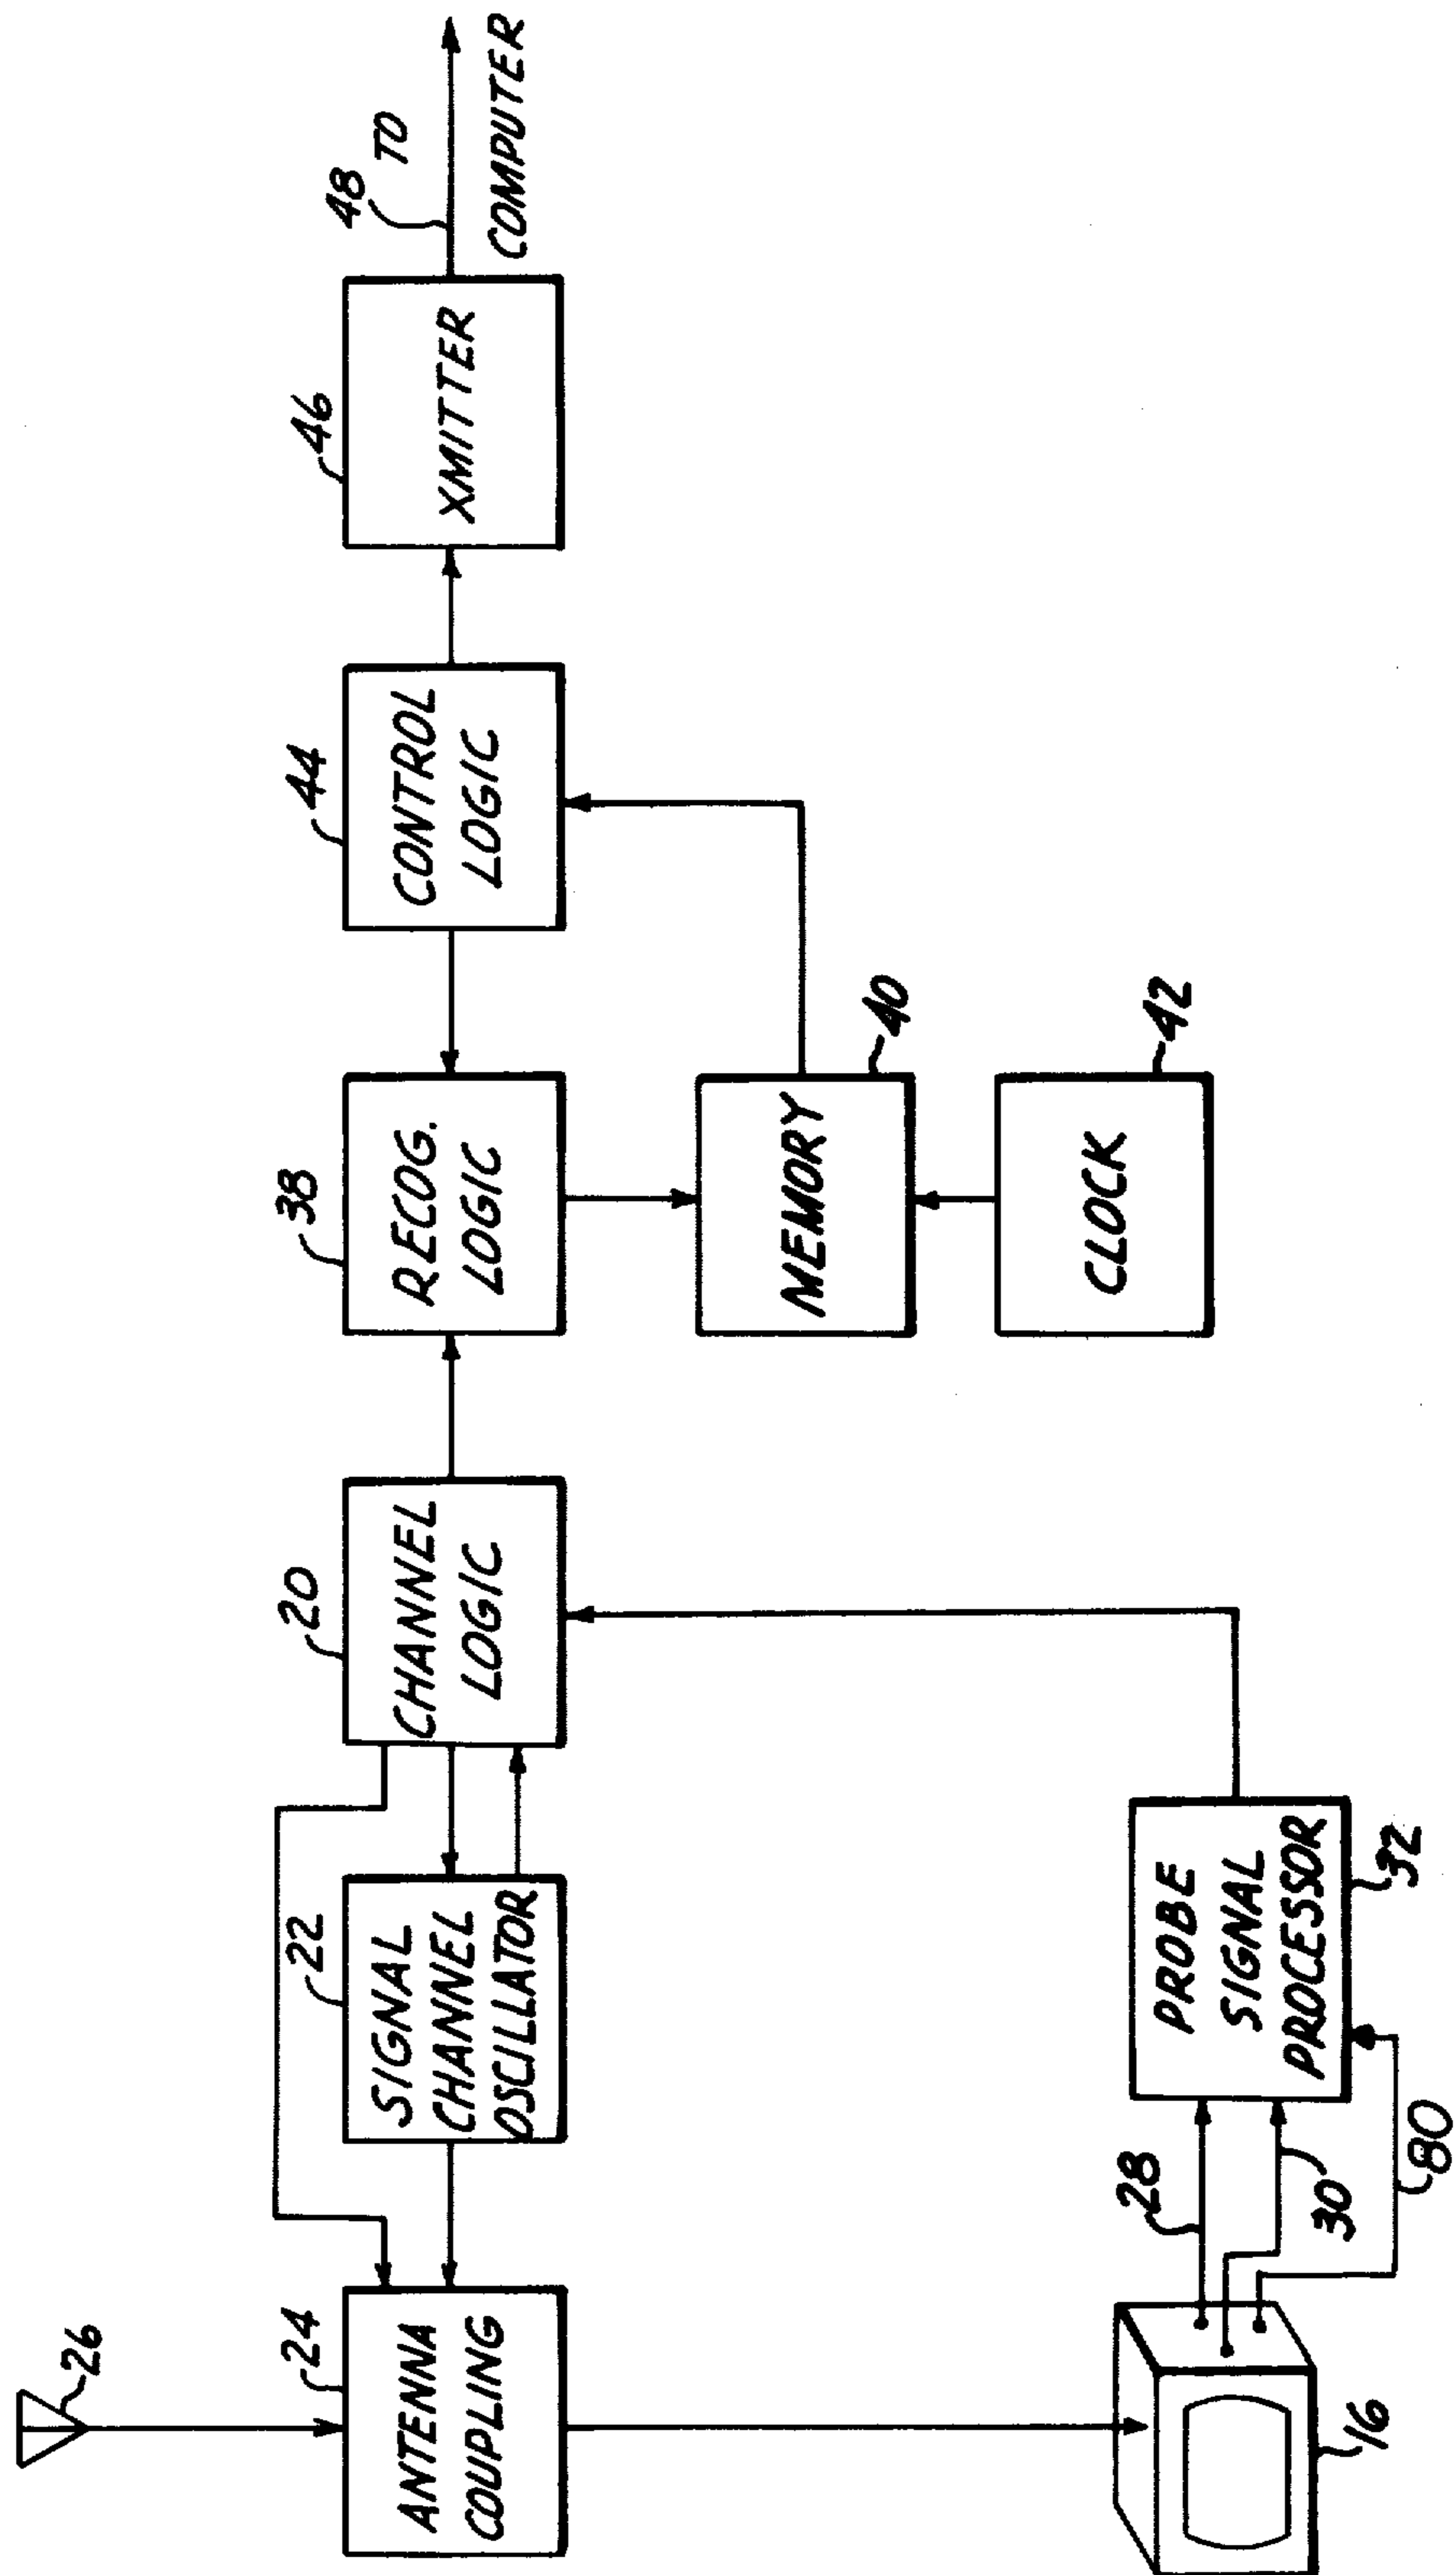 26
24
ANTENNA
COUPLING
22
SIGNAL
CHANNEL
OSCILLATOR
20
CHANNEL
LOGIC
38
RECOG.
LOGIC
44
CONTROL
LOGIC
46
XMITTER
48 TO
COMPUTER
MEMORY
40
CLOCK
42
16
28
30
80
PROBE
SIGNAL
PROCESSOR
32